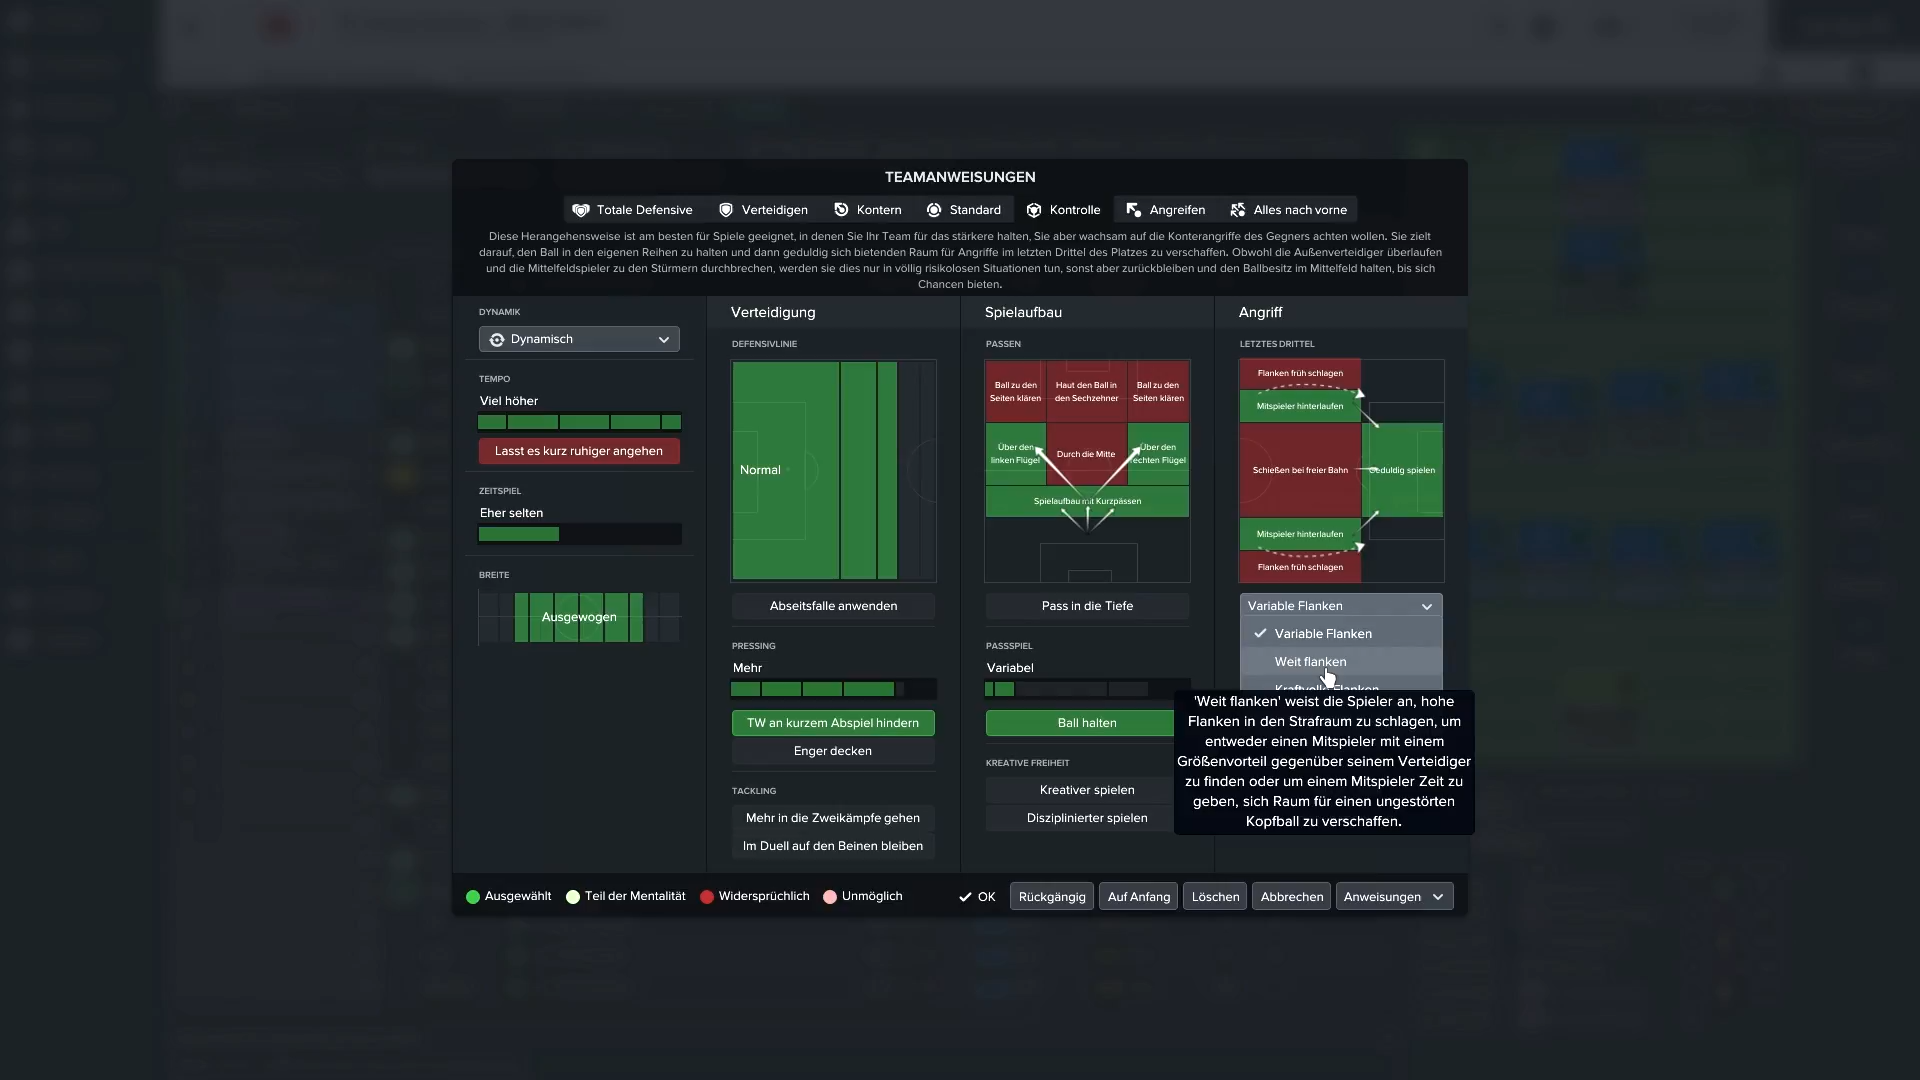 TEAMANWEISUNGEN
Totale Defensive
Verteidigen
Kontern
Standard
Kontrolle
Angreifen
Alles nach vorne
Diese Herangehensweise ist am besten für Spiele geeignet, in denen Sie Ihr Team für das stärkere halten, Sie aber wachsam auf die Konterangriffe des Gegners achten wollen. Sie zielt
darauf, den Ball in den eigenen Reihen zu halten und dann geduldig sich bietenden Raum für Angriffe im letzten Drittel des Platzes zu verschaffen. Obwohl die Außenverteidiger überlaufen
und die Mittelfeldspieler zu den Stürmern durchbrechen, werden sie dies nur in völlig risikolosen Situationen tun, sonst aber zurückbleiben und den Ballbesitz im Mittelfeld halten, bis sich
Chancen bieten.
DYNAMIK
Dynamisch
TEMPO
Viel höher
Lasst es kurz ruhiger angehen
ZEITSPIEL
Eher selten
BREITE
Ausgewogen
Verteidigung
DEFENSIVLINIE
Normal
Abseitsfalle anwenden
PRESSING
Mehr
TW an kurzem Abspiel hindern
Enger decken
TACKLING
Mehr in die Zweikämpfe gehen
Im Duell auf den Beinen bleiben
Spielaufbau
PASSEN
Ball zu den
Seiten klären
Haut den Ball in
den Sechzehner
Ball zu den
Seiten klären
Über den
linken Flügel
Durch die Mitte
Über den
rechten Flügel
Spielaufbau mit Kurzpässen
Pass in die Tiefe
PASSSPIEL
Variabel
Ball halten
KREATIVE FREIHEIT
Kreativer spielen
Disziplinierter spielen
Angriff
LETZTES DRITTEL
Flanken früh schlagen
Mitspieler hinterlaufen
Schießen bei freier Bahn
Geduldig spielen
Mitspieler hinterlaufen
Flanken früh schlagen
Variable Flanken
Variable Flanken
Weit flanken
Kraftvolle Flanken
'Weit flanken' weist die Spieler an, hohe
Flanken in den Strafraum zu schlagen, um
entweder einen Mitspieler mit einem
Größenvorteil gegenüber seinem Verteidiger
zu finden oder um einem Mitspieler Zeit zu
geben, sich Raum für einen ungestörten
Kopfball zu verschaffen.
Ausgewählt
Teil der Mentalität
Widersprüchlich
Unmöglich
OK
Rückgängig
Auf Anfang
Löschen
Abbrechen
Anweisungen